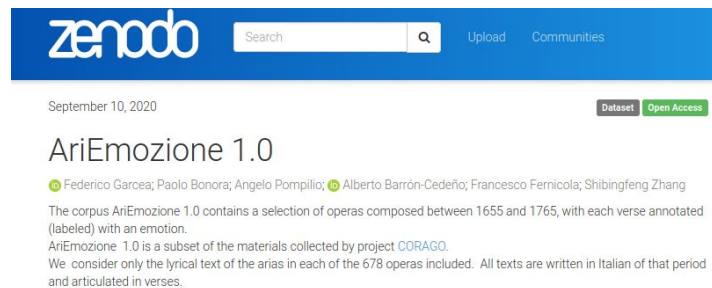 zenodo Search Upload Communities
September 10, 2020 Dataset Open Access
AriEmozione 1.0
iD Federico Garcea; Paolo Bonora; Angelo Pompilio; iD Alberto Barrón-Cedeño; Francesco Fernicola; Shibingfeng Zhang
The corpus AriEmozione 1.0 contains a selection of operas composed between 1655 and 1765, with each verse annotated
(labeled) with an emotion.
AriEmozione 1.0 is a subset of the materials collected by project CORAGO.
We consider only the lyrical text of the arias in each of the 678 operas included. All texts are written in Italian of that period
and articulated in verses.